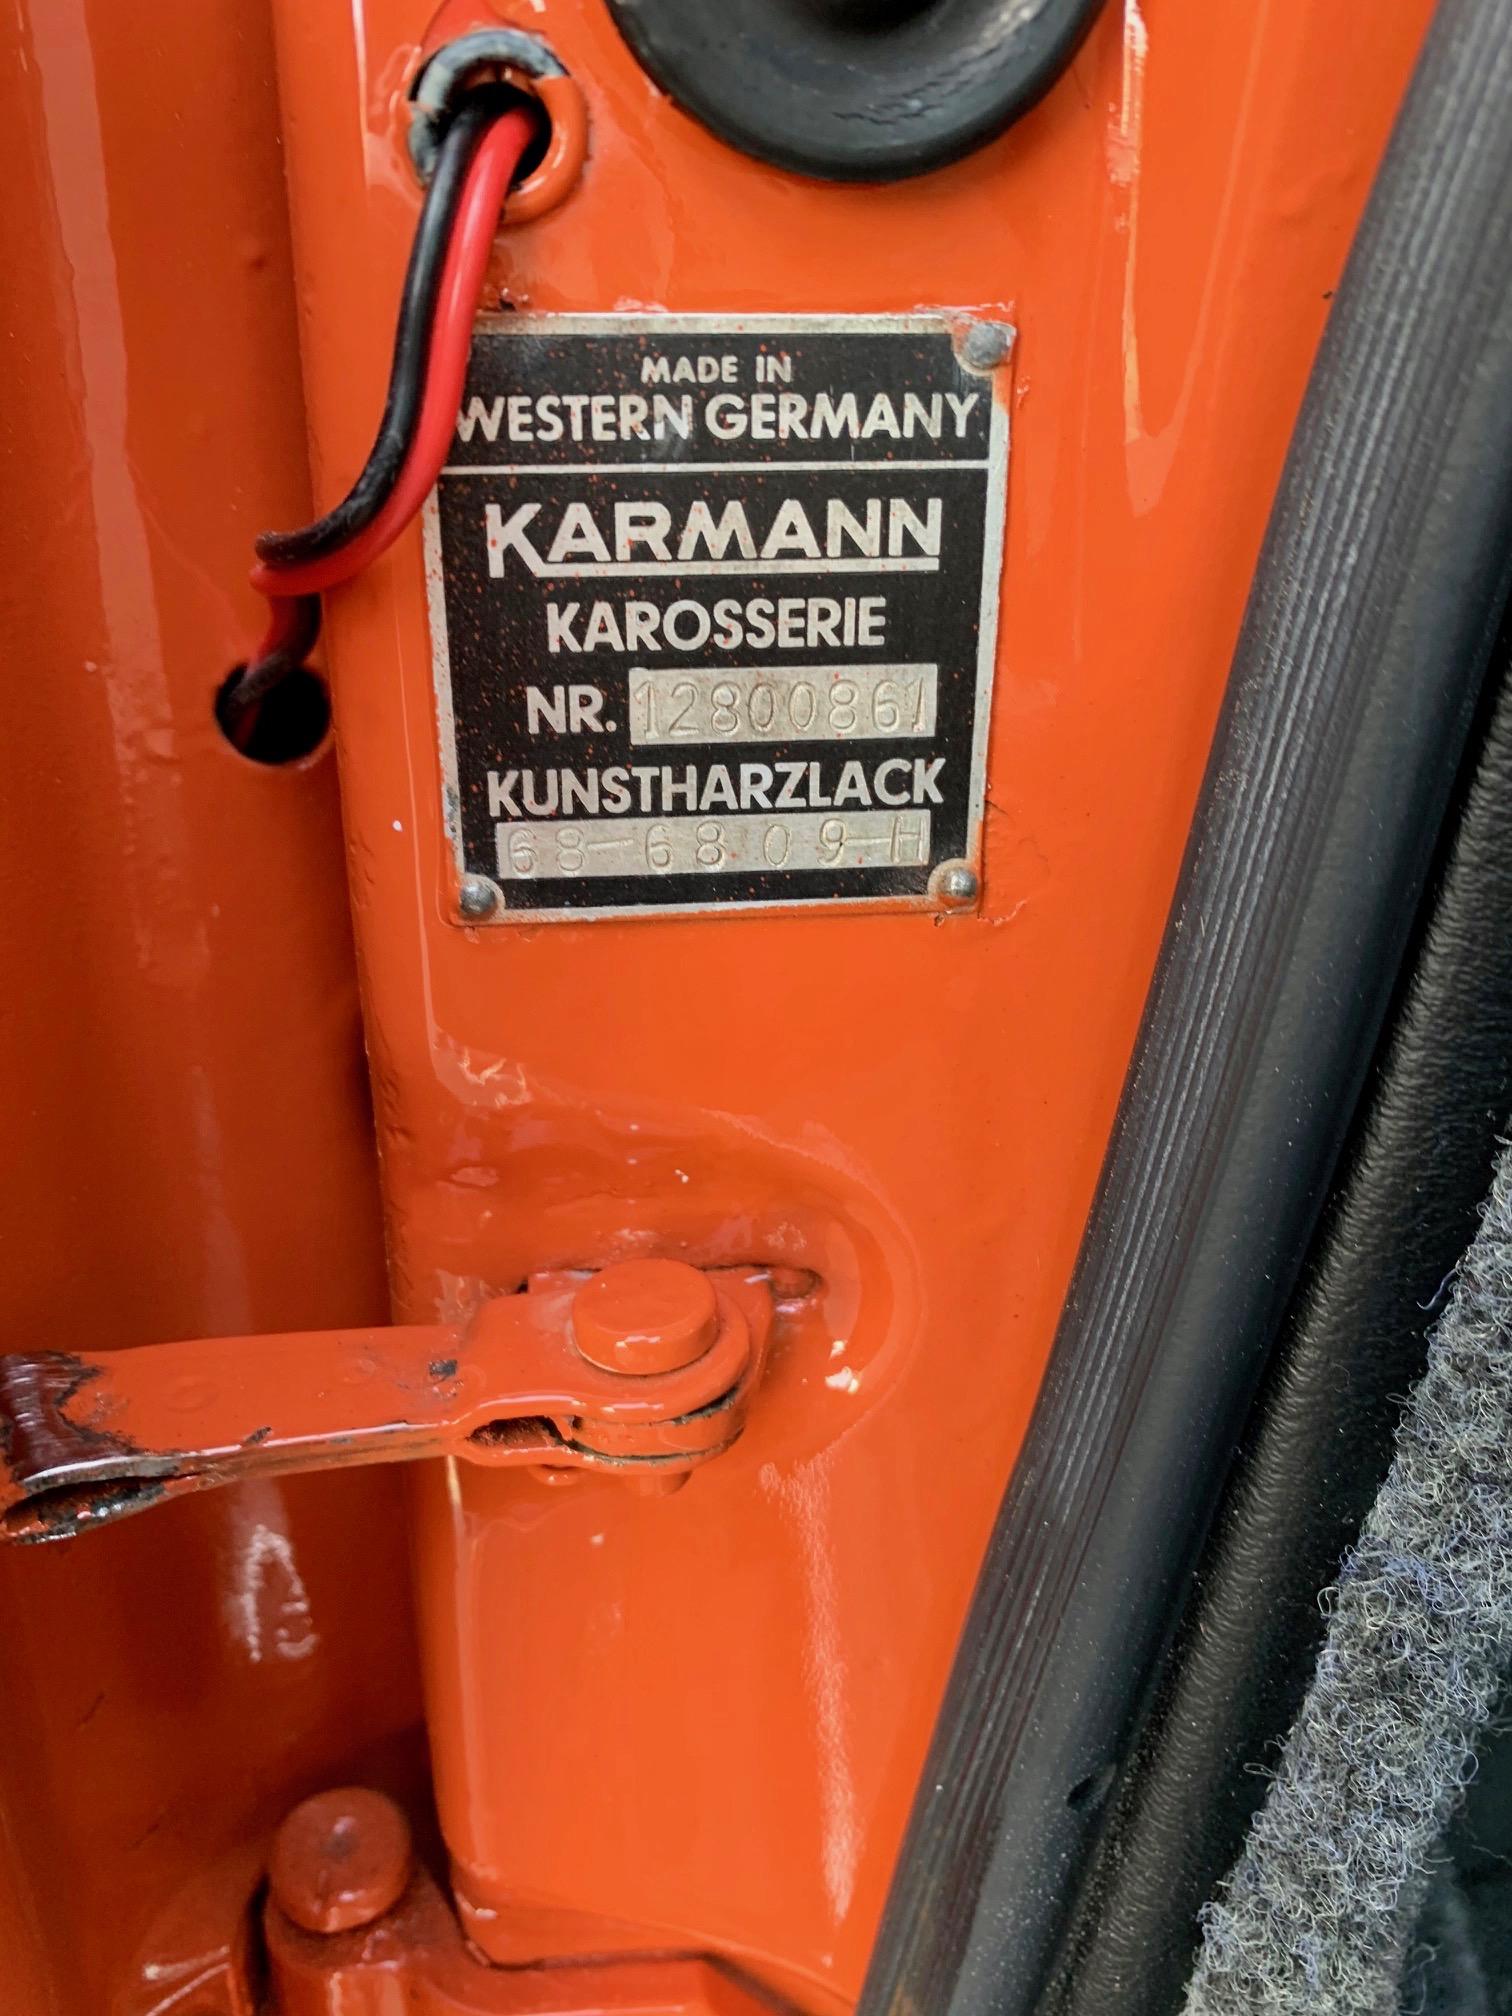 MADE IN
WESTERN GERMANY
KARMANN
KAROSSERIE
NR. 12800861
KUNSTHARZLACK
68-6809-H